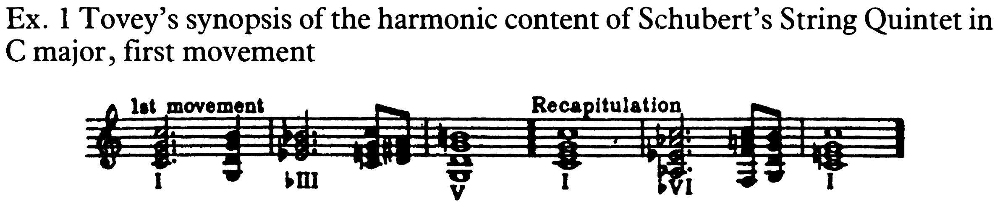 Ex. 1 Tovey's synopsis of the harmonic content of Schubert's String Quintet in
C major, first movement
1st movement
Recapitulation
I ♭III V I ♭VI I